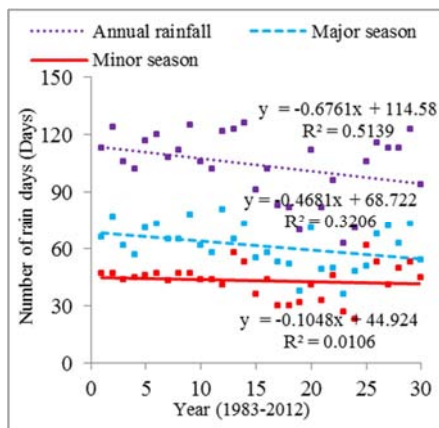 Annual rainfall Major season
Minor season
150
120
90
60
30
0
0 5 10 15 20 25 30
Number of rain days (Days)
Year (1983-2012)
y = -0.6761x + 114.58
R² = 0.5139
y = -0.4681x + 68.722
R² = 0.3206
y = -0.1048x + 44.924
R² = 0.0106